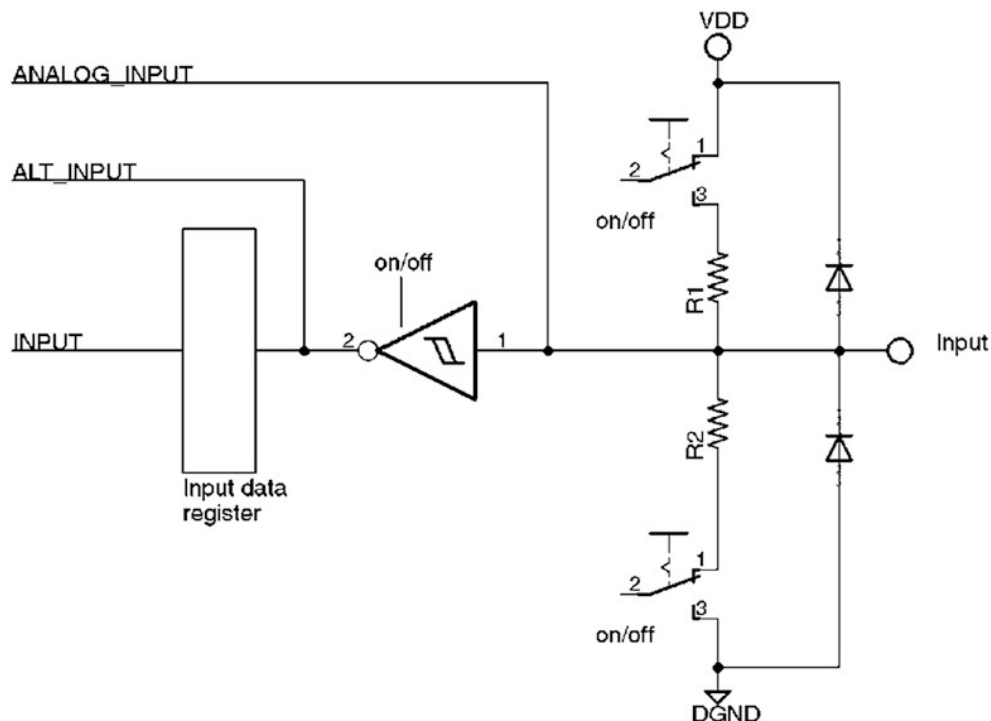 VDD
ANALOG_INPUT
1
2
ALT_INPUT
3
on/off
on/off
R1
INPUT
2
1
Input
R2
Input data
register
1
2
3
on/off
DGND